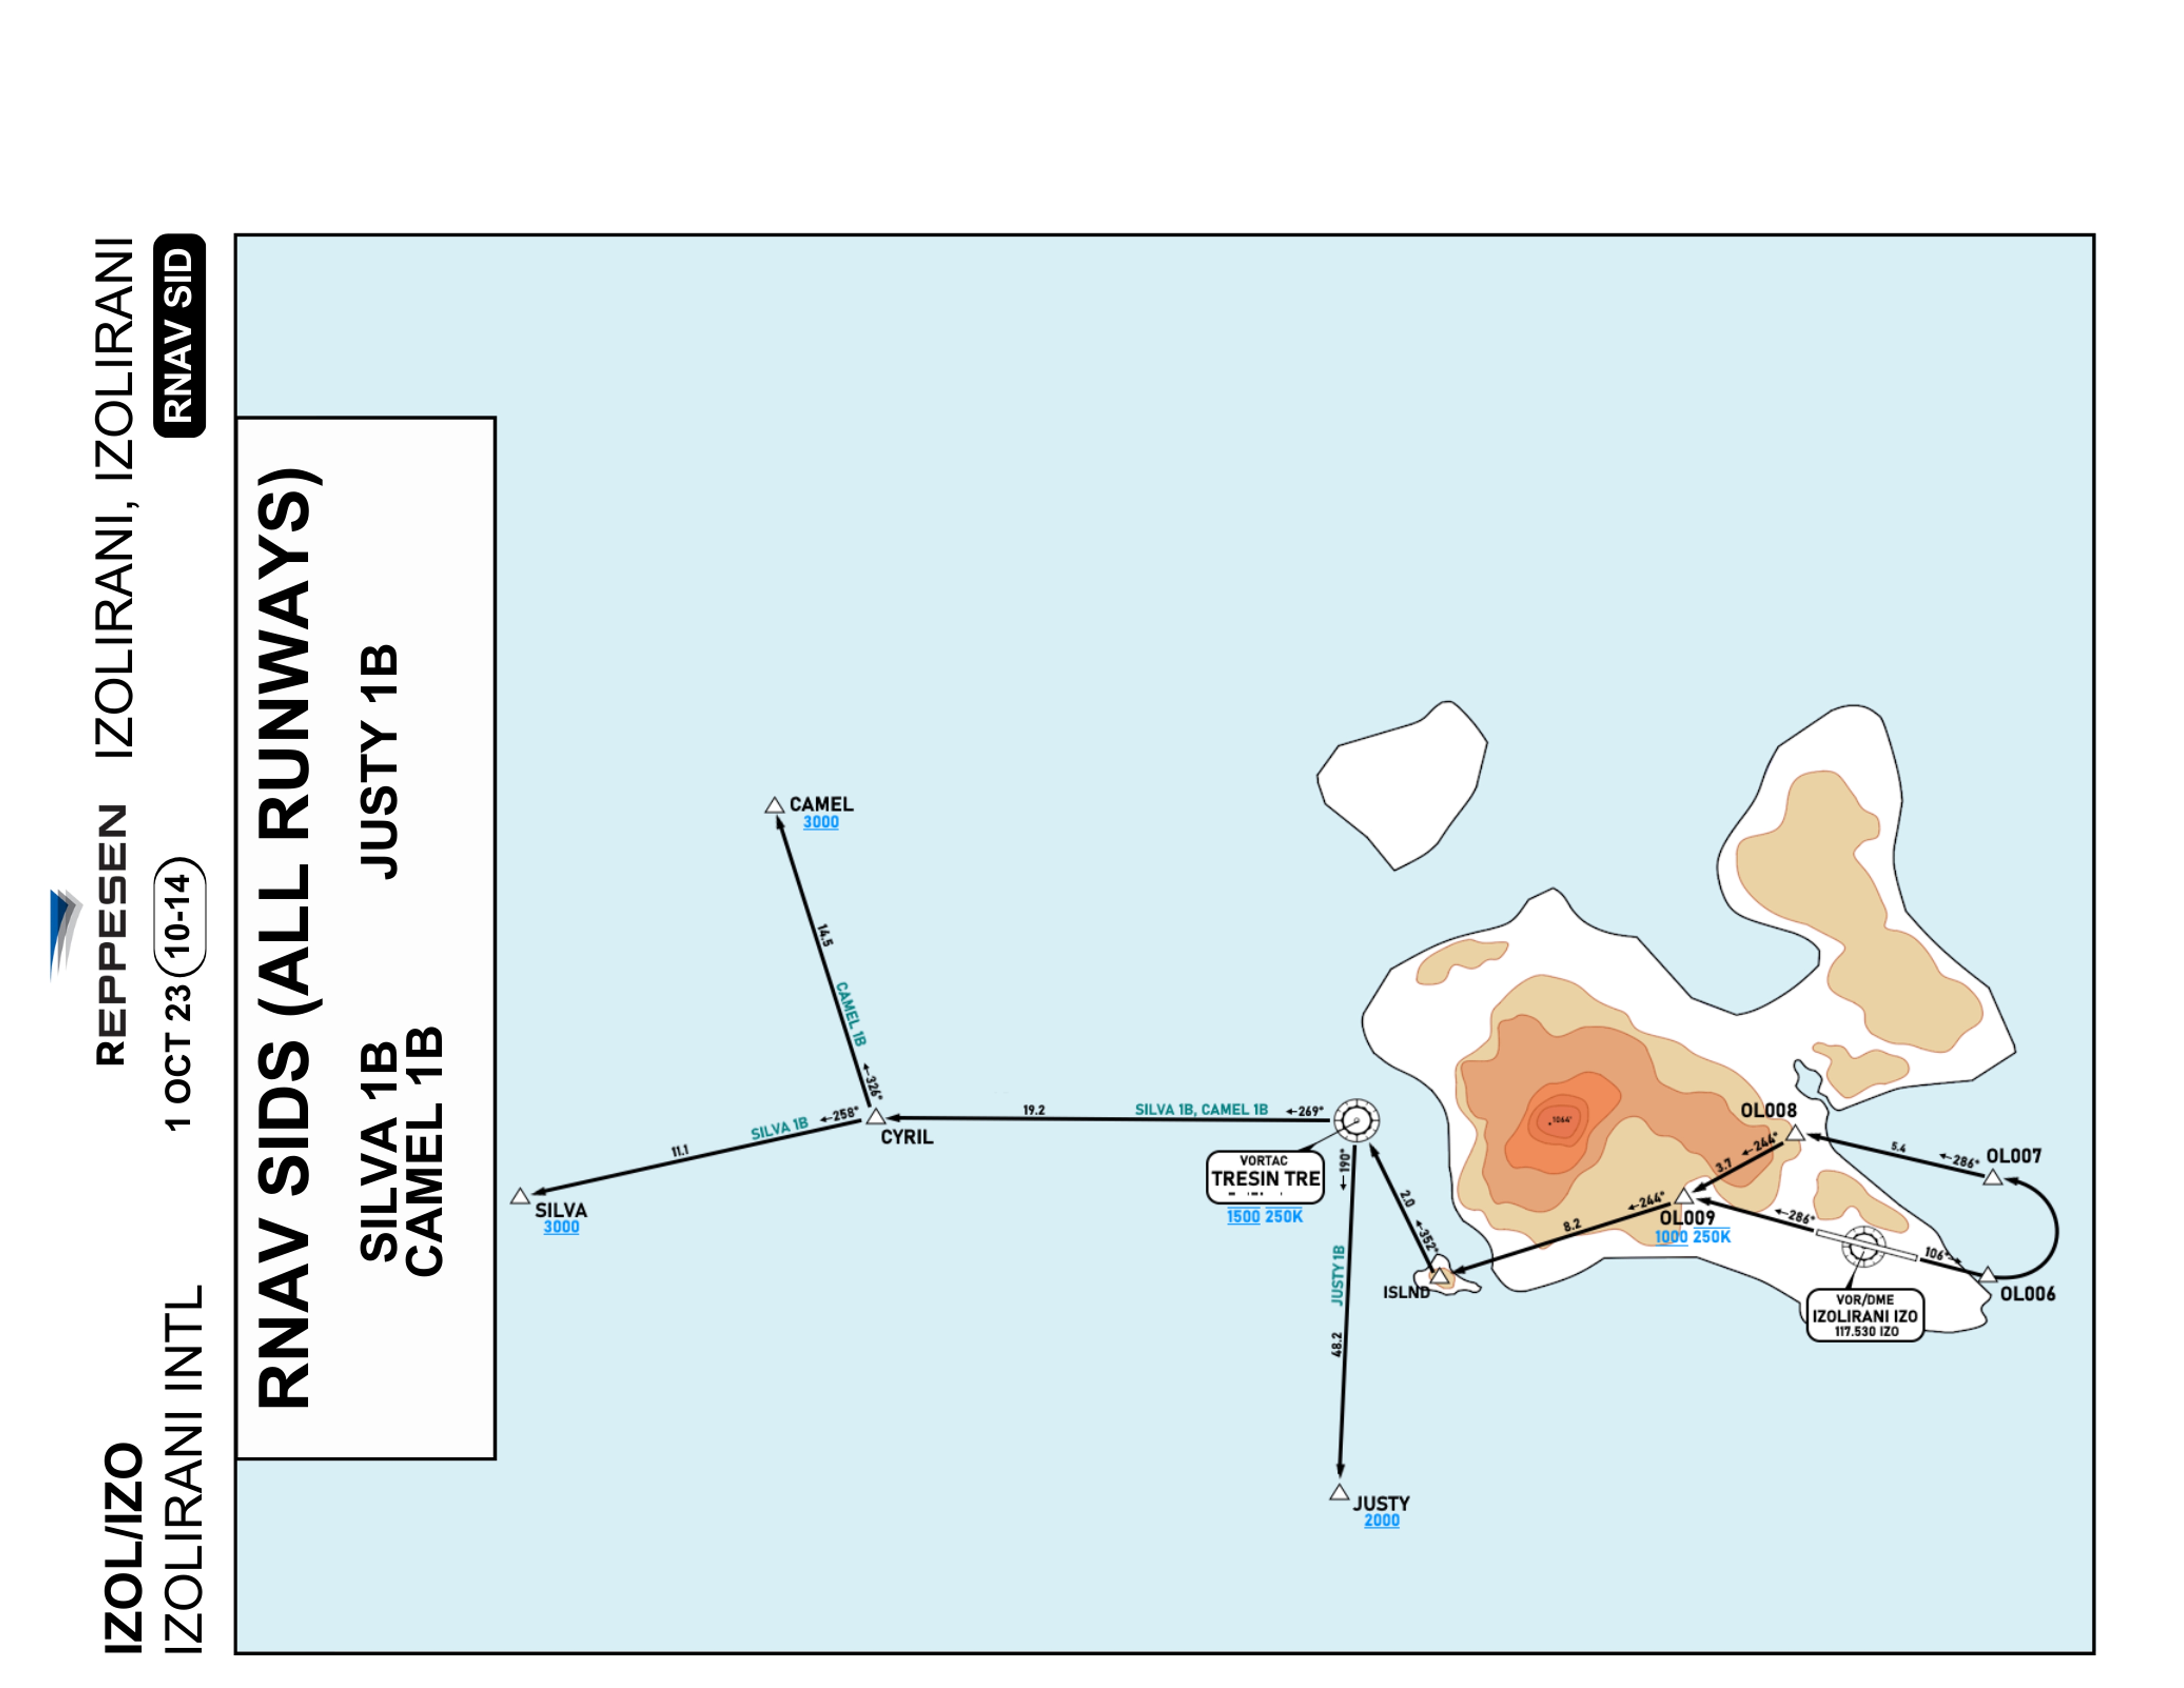 REPPESEN
IZOL/IZO
IZOLIRANI INTL
1 OCT 23
10-14
IZOLIRANI, IZOLIRANI
RNAV SID
RNAV SIDS (ALL RUNWAYS)
SILVA 1B
CAMEL 1B
JUSTY 1B
CAMEL
3000
14.5
CAMEL 1B
←326°
SILVA
3000
11.1
SILVA 1B
←258°
CYRIL
19.2
SILVA 1B, CAMEL 1B
←269°
VORTAC
TRESIN TRE
1500 250K
←190°
JUSTY 1B
48.2
JUSTY
2000
2.0
←352°
ISLND
8.2
←244°
1064'
OL009
1000 250K
3.7
←244°
OL008
5.4
←286°
OL007
←286°
106°→
OL006
VOR/DME
IZOLIRANI IZO
117.530 IZO